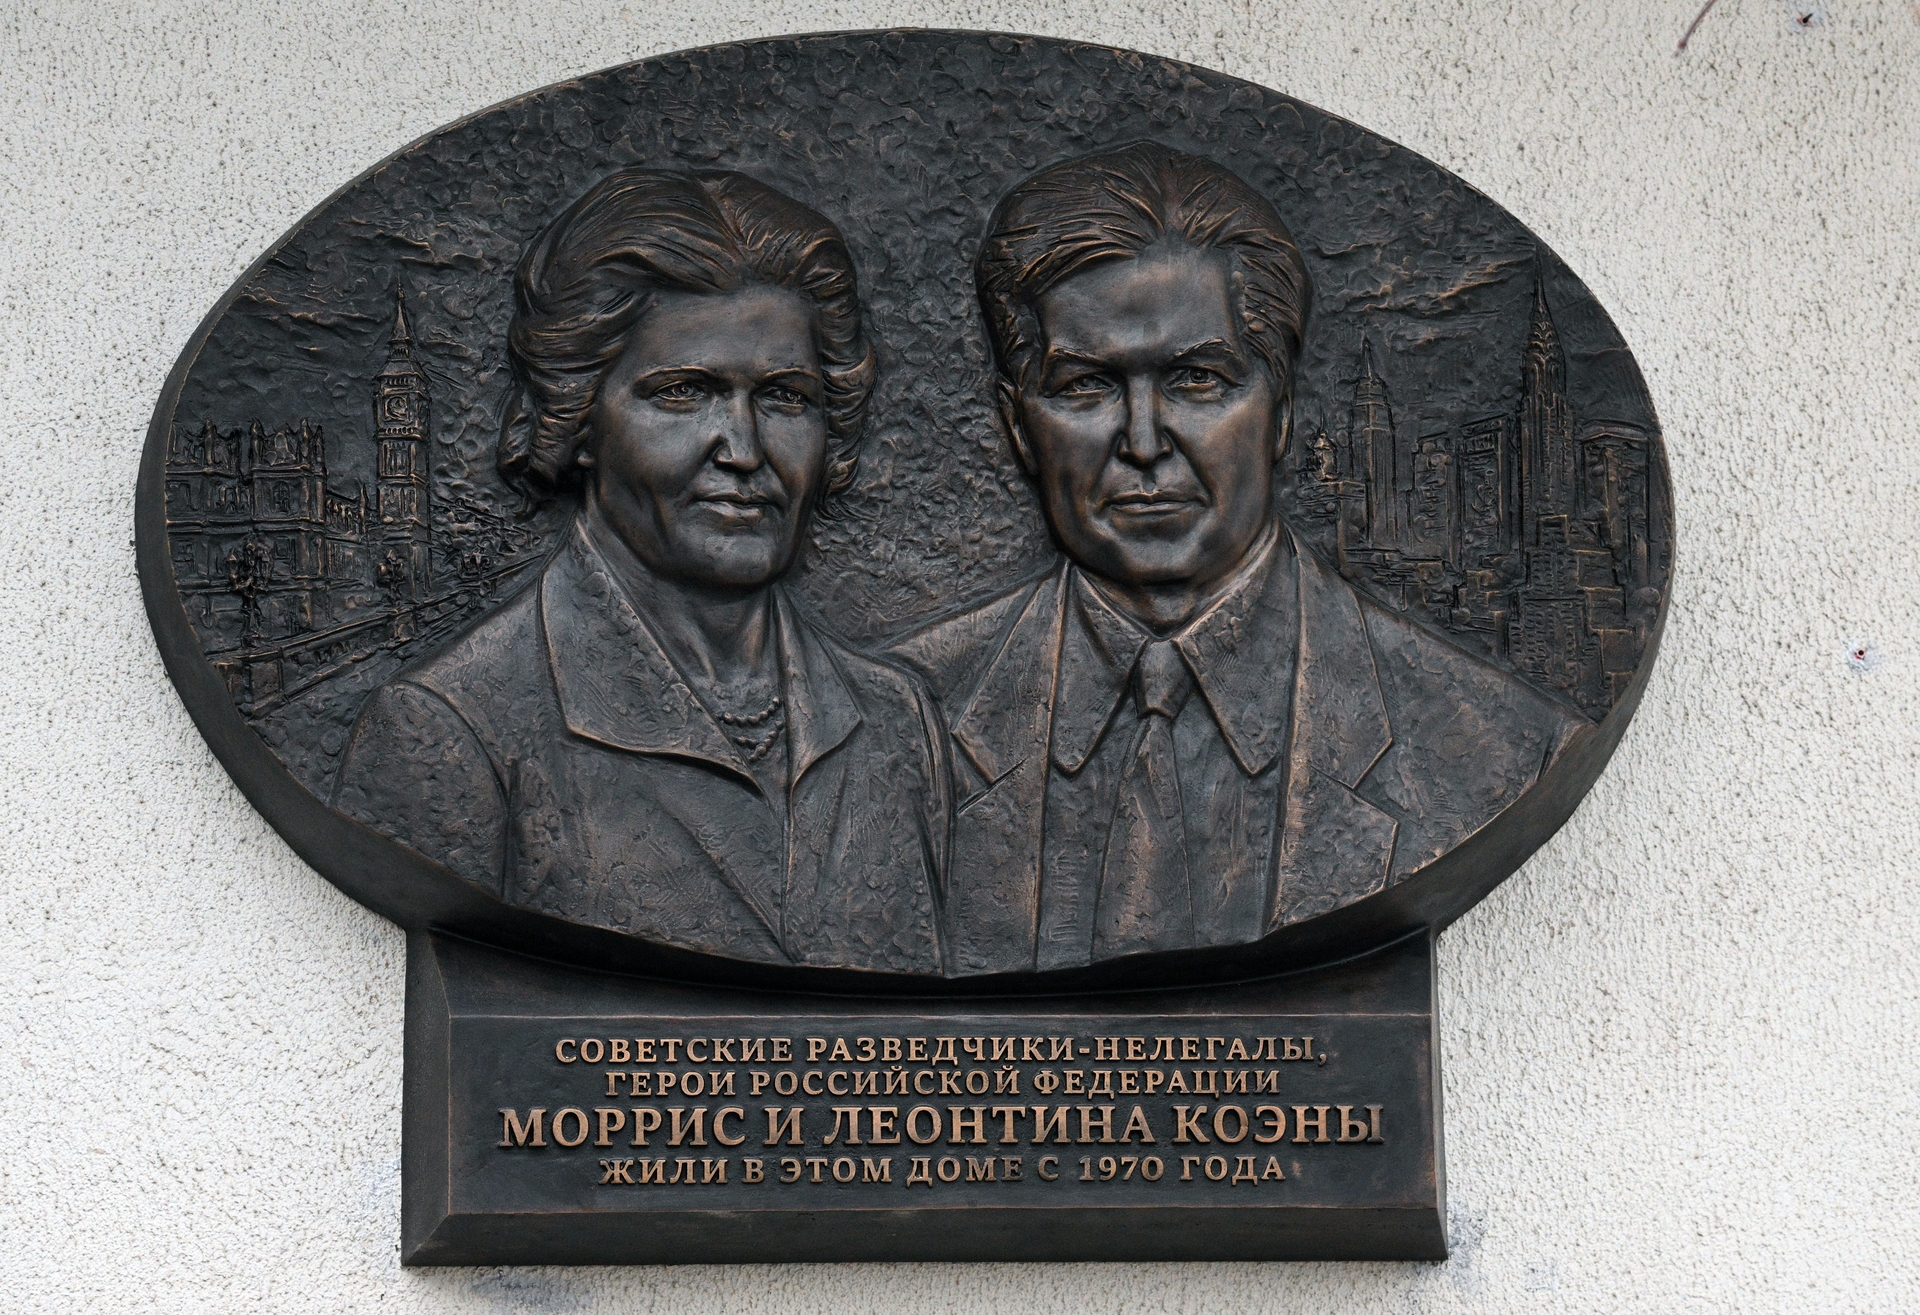 СОВЕТСКИЕ РАЗВЕДЧИКИ-НЕЛЕГАЛЫ,
ГЕРОИ РОССИЙСКОЙ ФЕДЕРАЦИИ
МОРРИС И ЛЕОНТИНА КОЭНЫ
ЖИЛИ В ЭТОМ ДОМЕ С 1970 ГОДА